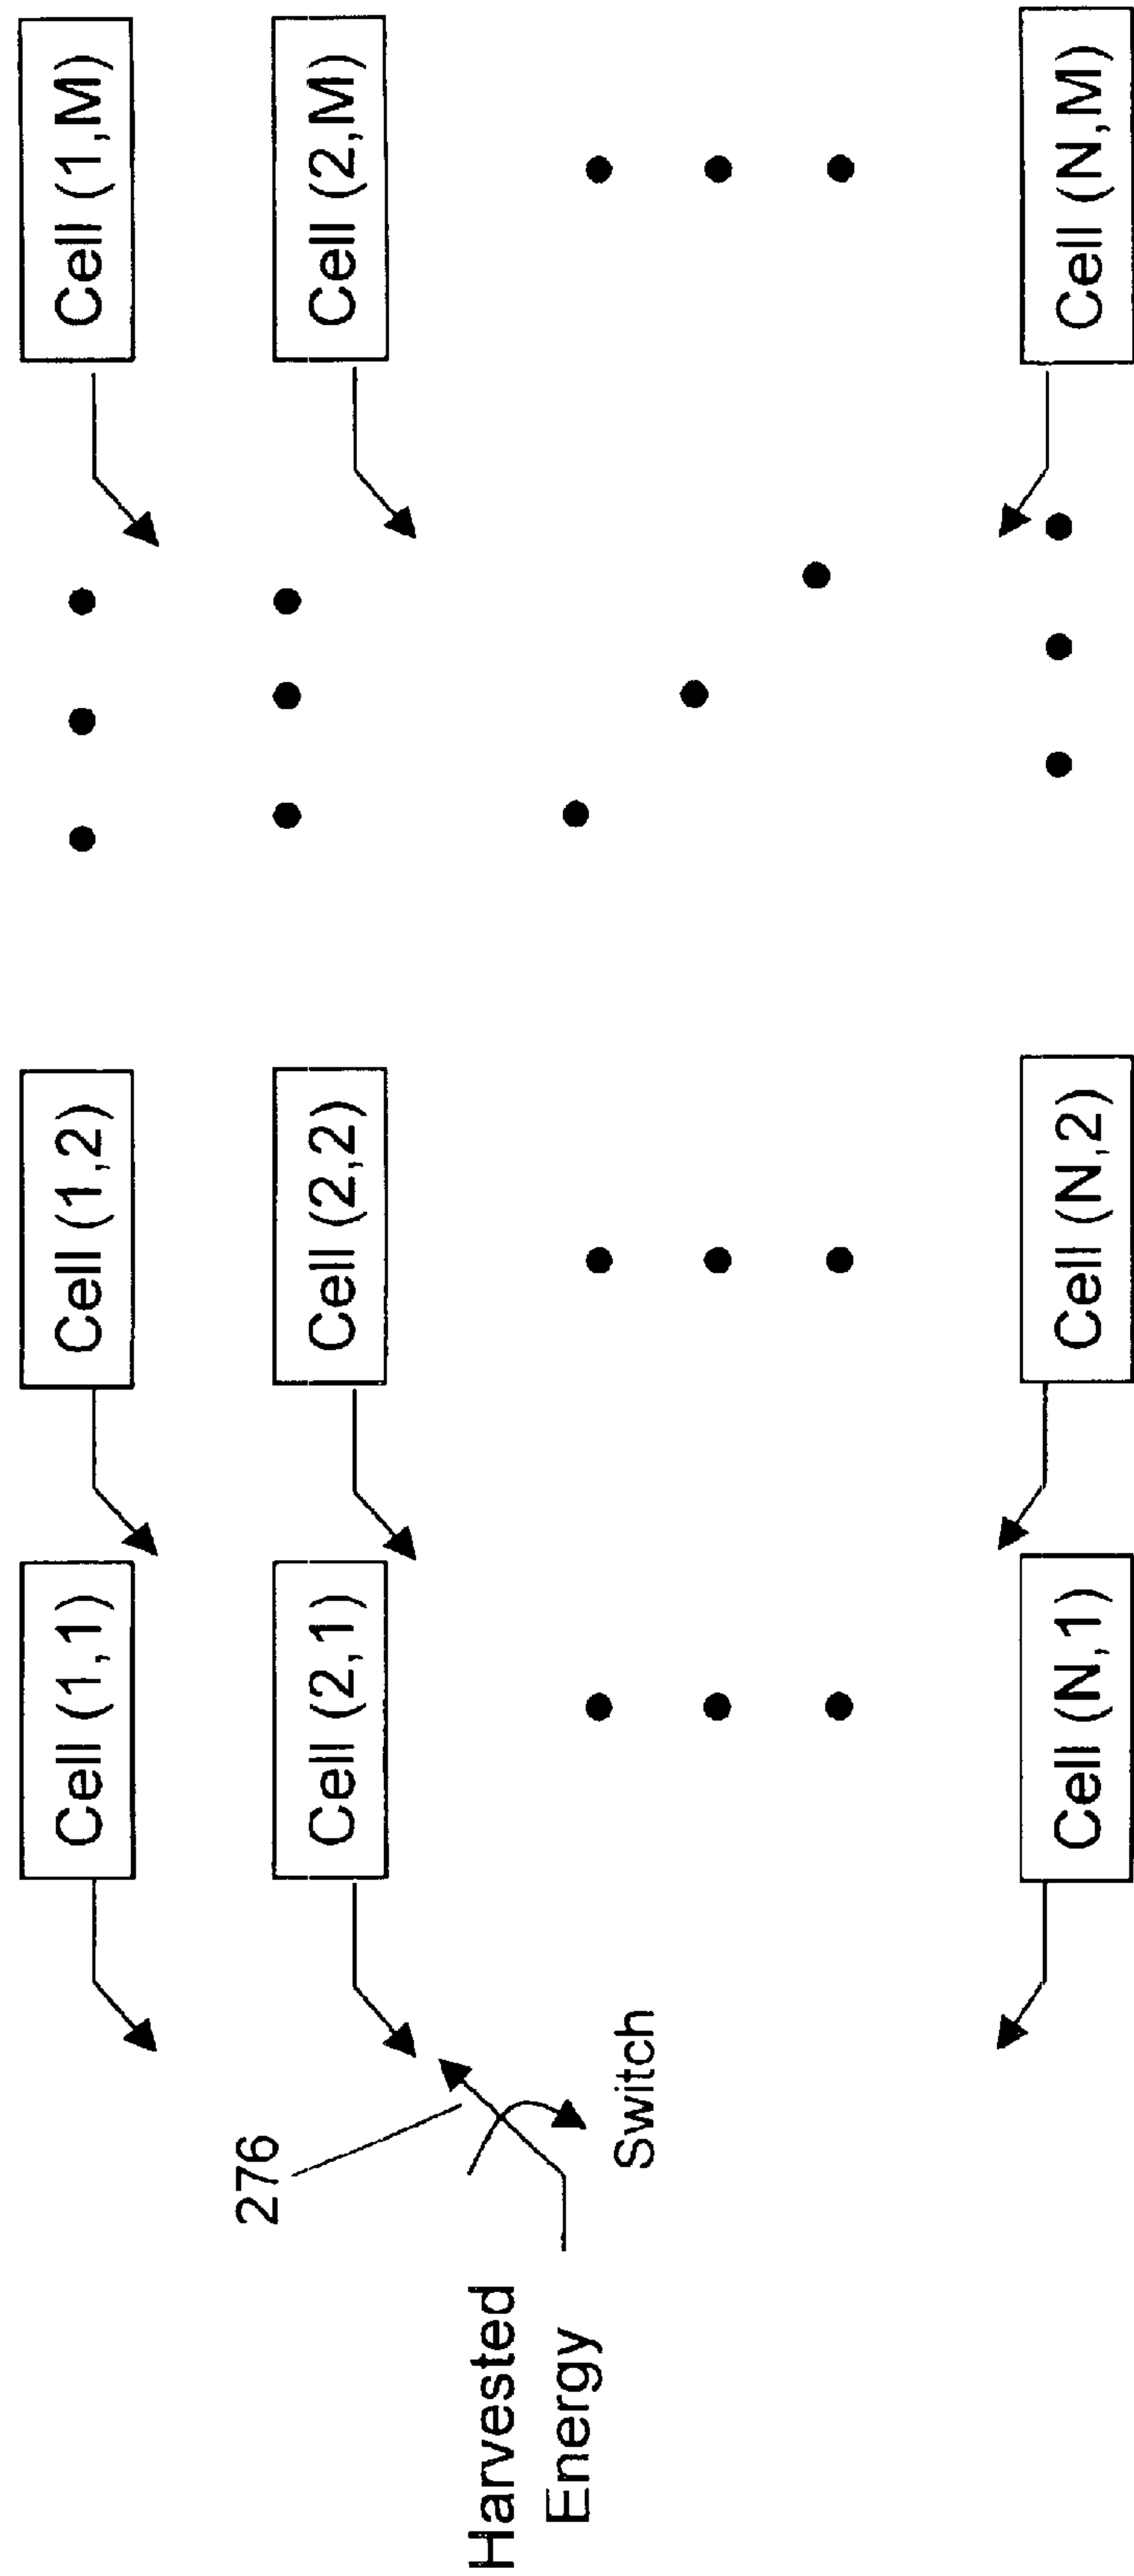 Cell (1,1)
Cell (1,2)
Cell (1,M)
276
Cell (2,1)
Cell (2,2)
Cell (2,M)
Harvested
Energy
Switch
Cell (N,1)
Cell (N,2)
Cell (N,M)